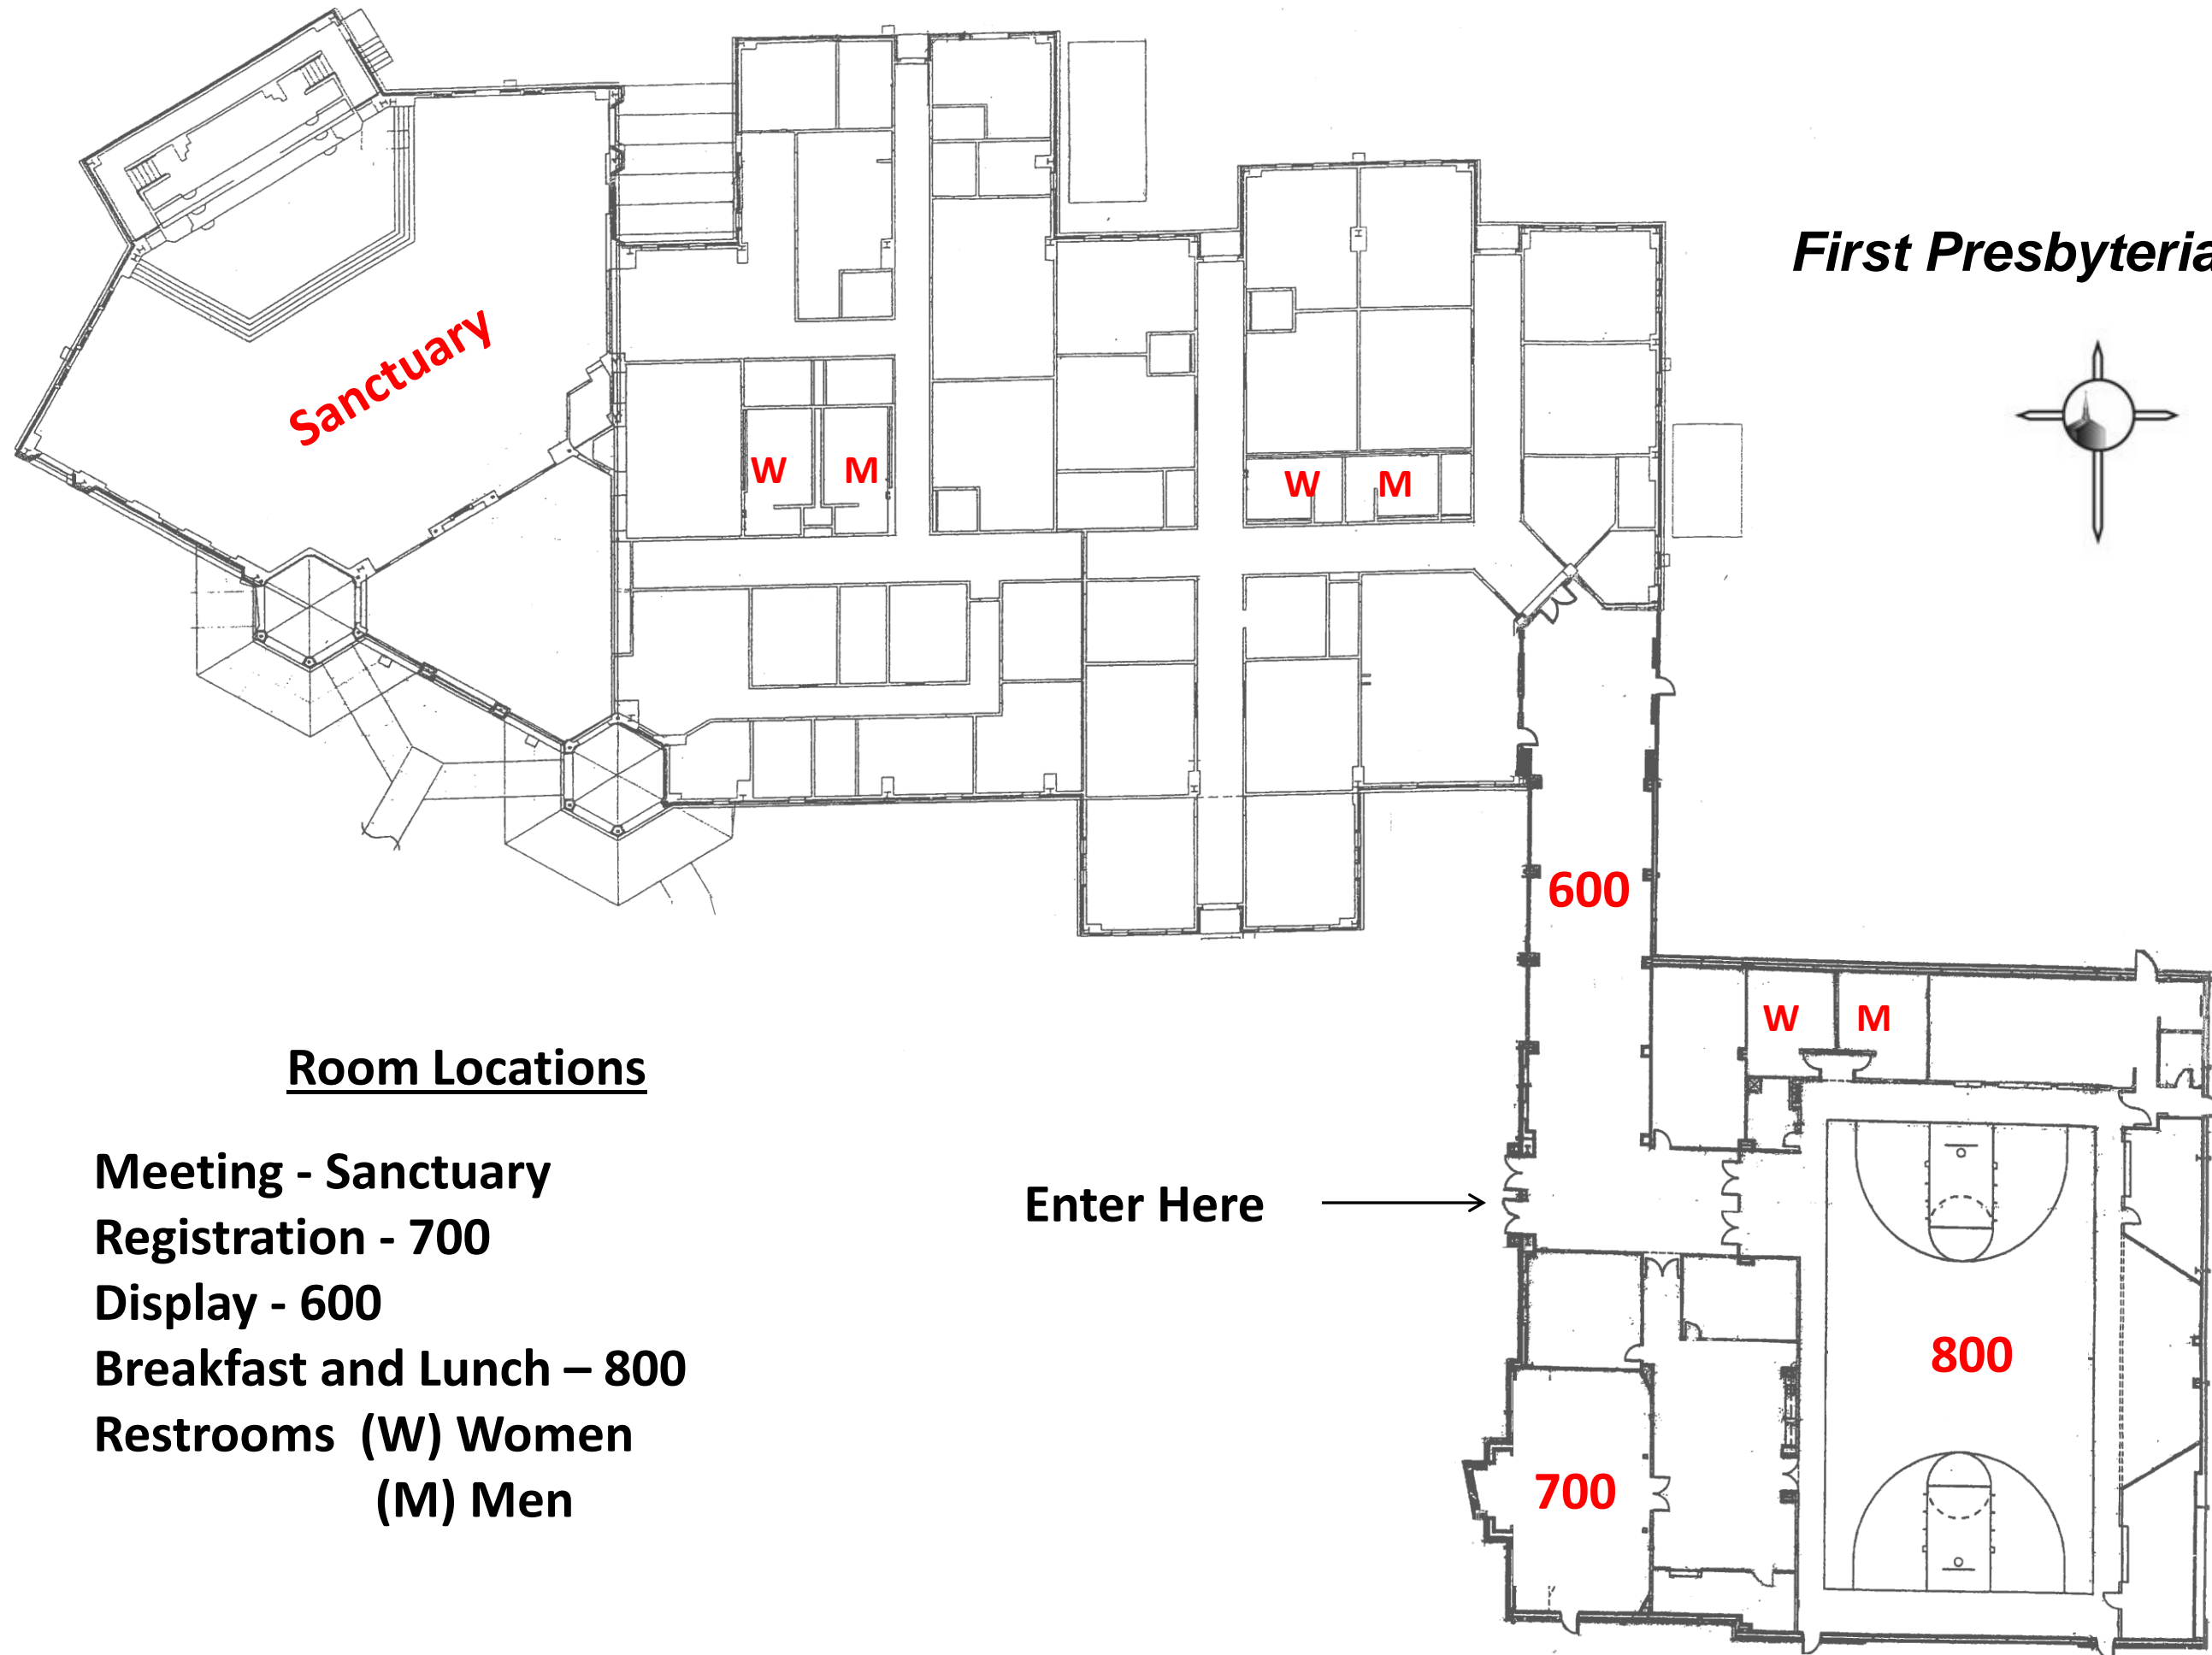 First Presbyteria
Sanctuary
W M
W M
600
W M
Room Locations
Meeting - Sanctuary
Registration - 700
Display - 600
Breakfast and Lunch – 800
Restrooms (W) Women
(M) Men
Enter Here
800
700